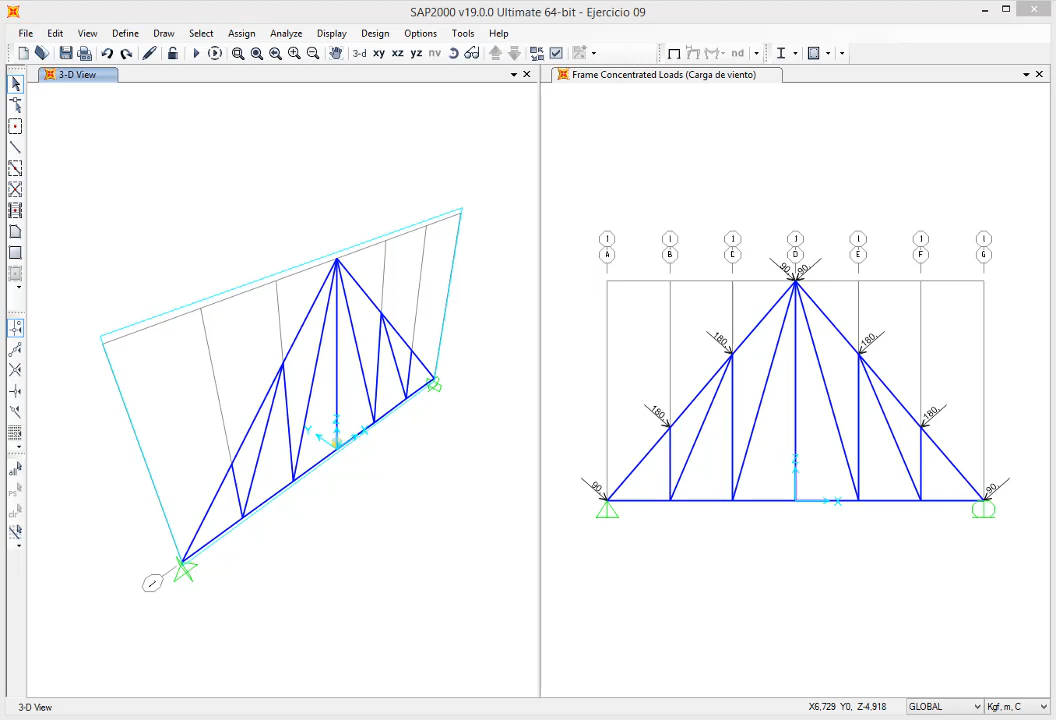 SAP2000 v19.0.0 Ultimate 64-bit - Ejercicio 09
File Edit View Define Draw Select Assign Analyze Display Design Options Tools Help
3-d xy xz yz nv nd
3-D View
Frame Concentrated Loads (Carga de viento)
1 1 1 1 1 1 1
A B C D E F G
90 90
180 180
180 180
90 90
Z
X
Z
Y X
3-D View
X6,729 Y0, Z-4,918
GLOBAL
Kgf, m, C